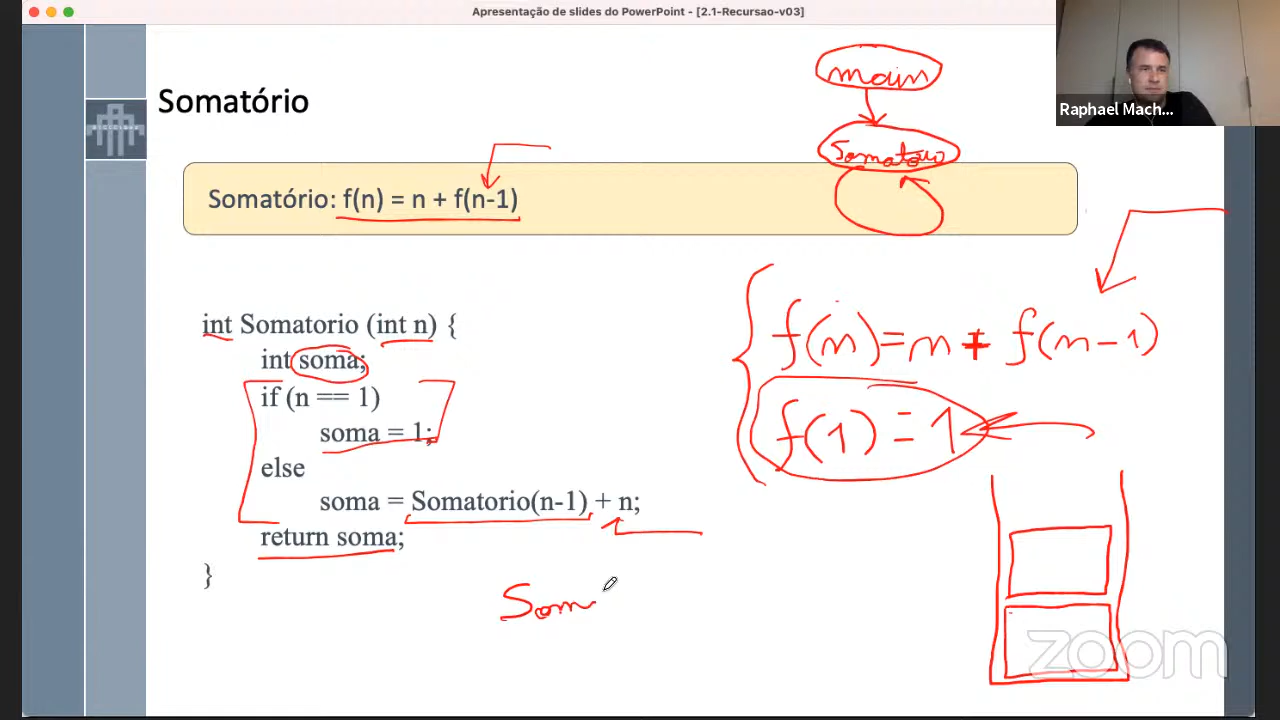 Apresentação de slides do PowerPoint - [2.1-Recursao-v03]
main
Raphael Mach...
Somatório
Somatório
Somatório: f(n) = n + f(n-1)
int Somatorio (int n) {
int soma;
if (n == 1)
soma = 1;
else
soma = Somatorio(n-1) + n;
return soma;
}
f(n) = n + f(n-1)
f(1) = 1
Som
zoom